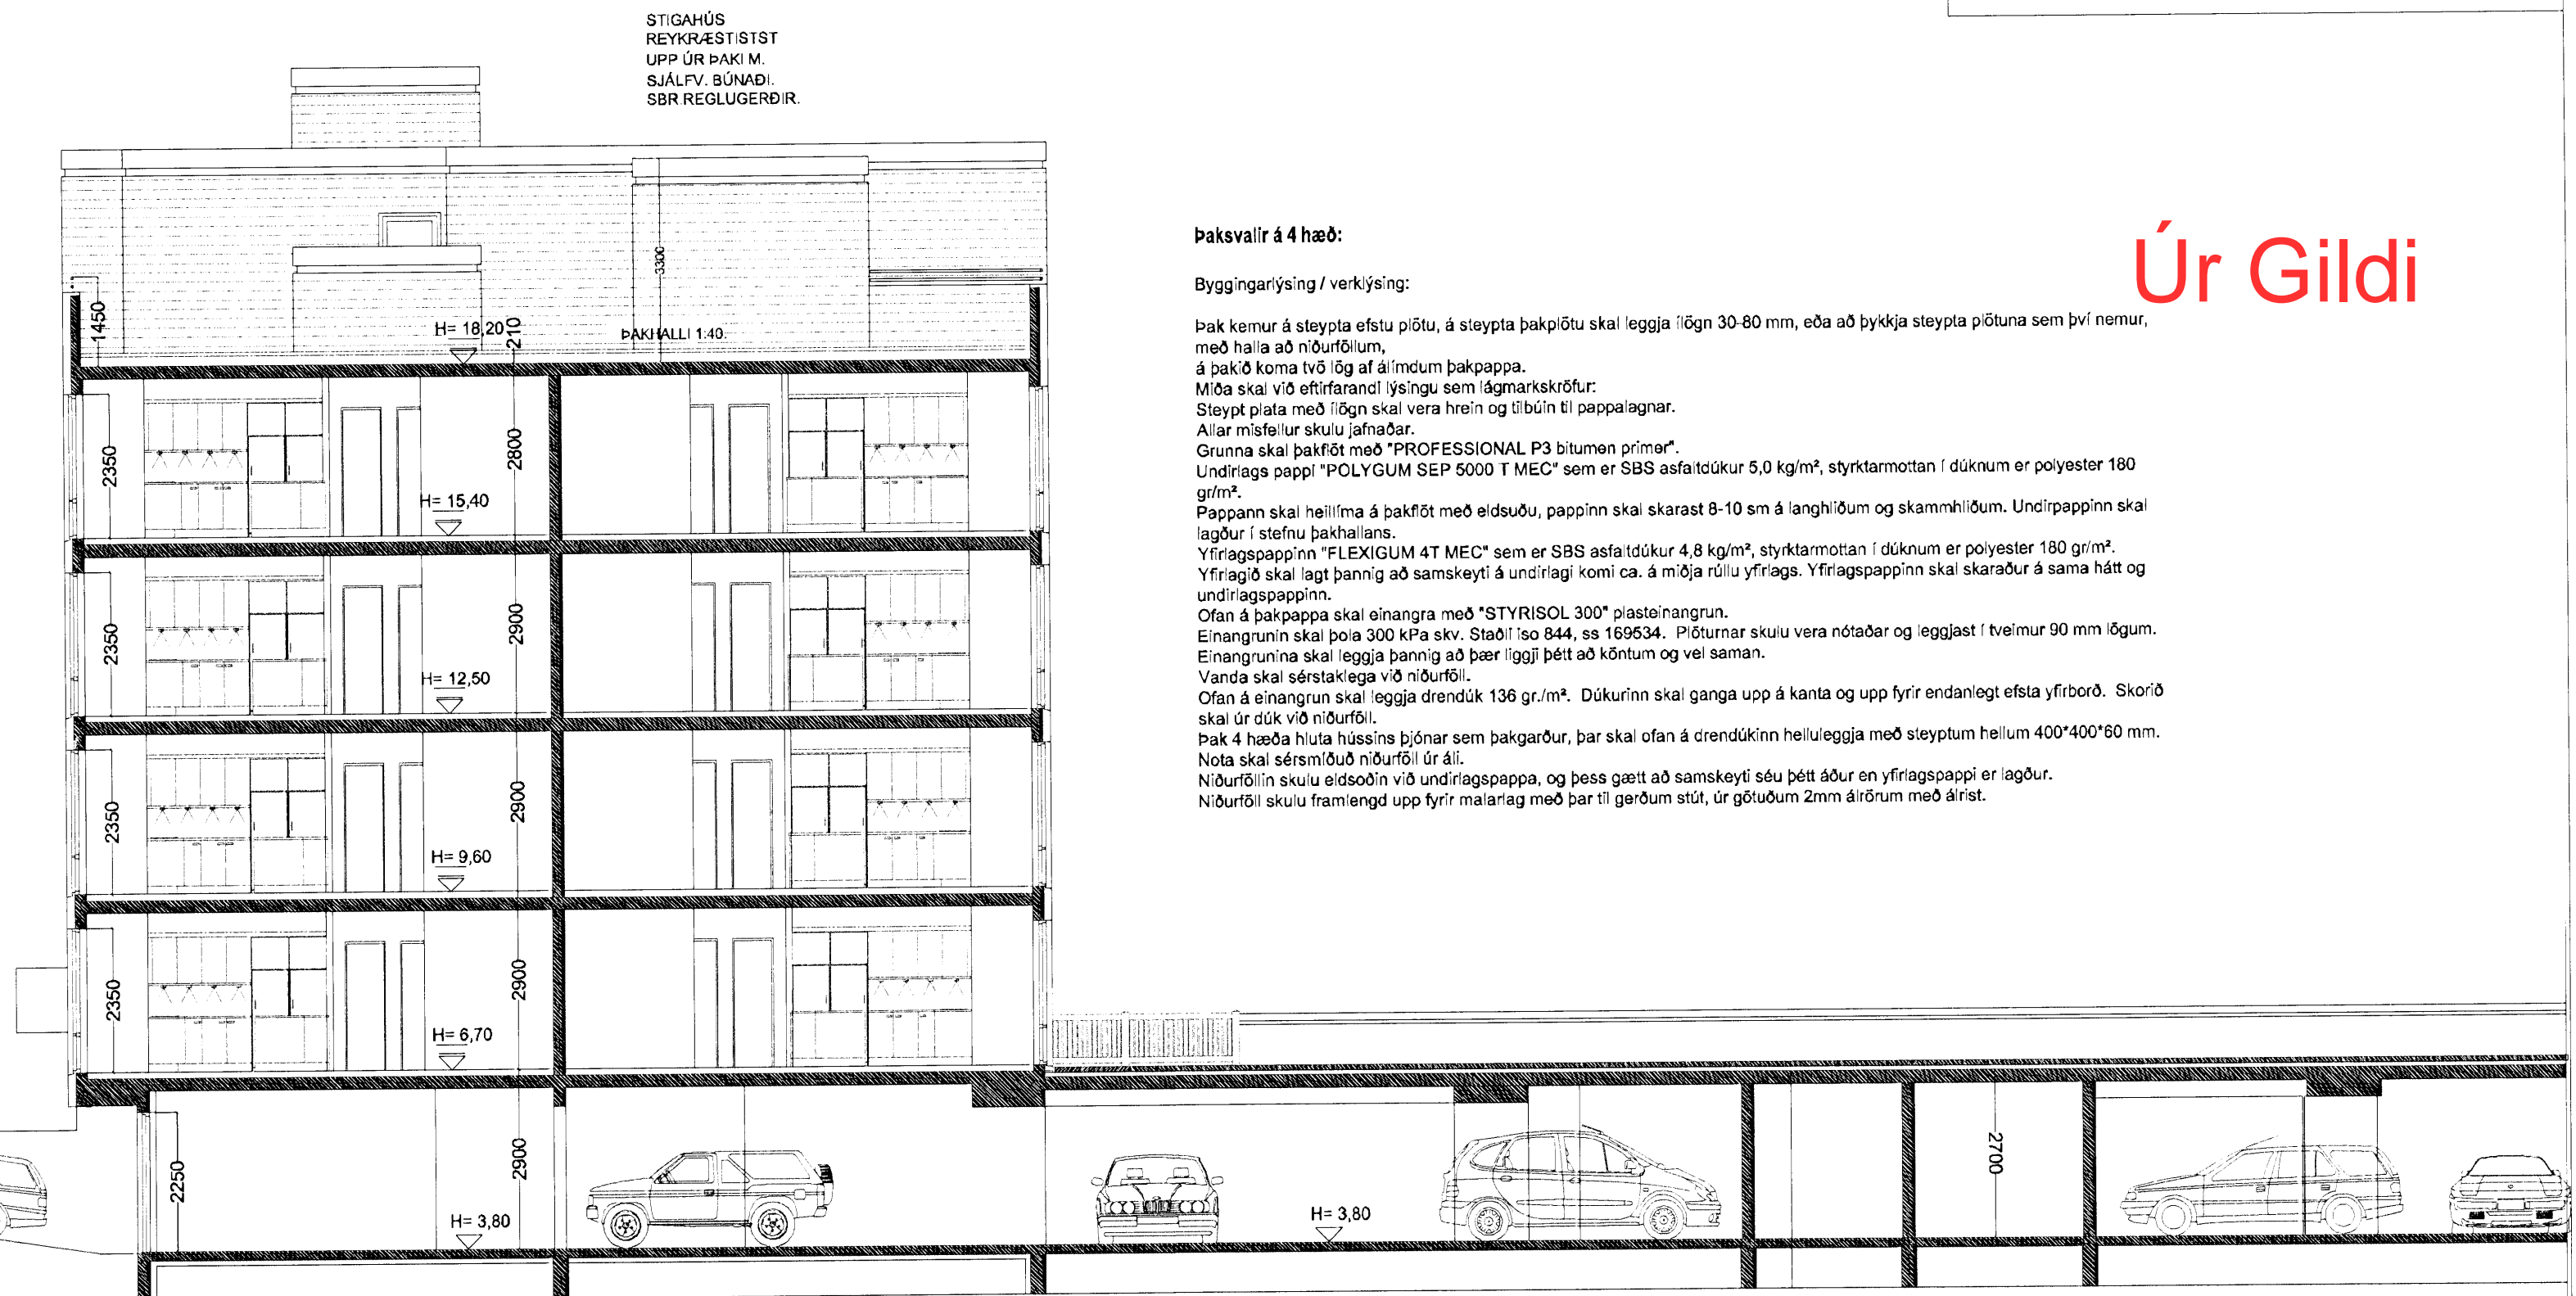 STIGAHÚS
REYKRÆSTISTST
UPP ÚR ÞAKI M.
SJÁLFV. BÚNAÐI.
SBR.REGLUGERÐIR.
Úr Gildi
Þaksvalir á 4 hæð:
Byggingarlýsing / verklýsing:
Þak kemur á steypta efstu plötu, á steypta þakplötu skal leggja ílögn 30-80 mm, eða að þykkja steypta plötuna sem því nemur,
með halla að niðurföllum,
á þakið koma tvö lög af álímdum þakpappa.
Miða skal við eftirfarandi lýsingu sem lágmarkskröfur:
Steypt plata með ílögn skal vera hrein og tilbúin til pappalagnar.
Allar misfellur skulu jafnaðar.
Grunna skal þakflöt með "PROFESSIONAL P3 bitumen primer".
Undirlags pappi "POLYGUM SEP 5000 T MEC" sem er SBS asfaltdúkur 5,0 kg/m², styrktarmottan í dúknum er polyester 180
gr/m².
Pappann skal heillíma á þakflöt með eldsuðu, pappinn skal skarast 8-10 sm á langhliðum og skammhliðum. Undirpappinn skal
lagður í stefnu þakhallans.
Yfirlagspappinn "FLEXIGUM 4T MEC" sem er SBS asfaltdúkur 4,8 kg/m², styrktarmottan í dúknum er polyester 180 gr/m².
Yfirlagið skal lagt þannig að samskeyti á undirlagi komi ca. á miðja rúllu yfirlags. Yfirlagspappinn skal skaraður á sama hátt og
undirlagspappinn.
Ofan á þakpappa skal einangra með "STYRISOL 300" plasteinangrun.
Einangrunin skal þola 300 kPa skv. Staðli iso 844, ss 169534. Plöturnar skulu vera nótaðar og leggjast í tveimur 90 mm lögum.
Einangrunina skal leggja þannig að þær liggji þétt að köntum og vel saman.
Vanda skal sérstaklega við niðurföll.
Ofan á einangrun skal leggja drendúk 136 gr./m². Dúkurinn skal ganga upp á kanta og upp fyrir endanlegt efsta yfirborð. Skorið
skal úr dúk við niðurföll.
Þak 4 hæða hluta hússins þjónar sem þakgarður, þar skal ofan á drendúkinn helluleggja með steyptum hellum 400*400*60 mm.
Nota skal sérsmíðuð niðurföll úr áli.
Niðurföllin skulu eldsoðin við undirlagspappa, og þess gætt að samskeyti séu þétt áður en yfirlagspappi er lagður.
Niðurföll skulu framlengd upp fyrir malarlag með þar til gerðum stút, úr götuðum 2mm álrörum með álrist.
3300
1450
H= 18,20
210
ÞAKHALLI 1:40.
2350
2800
H= 15,40
2350
2900
H= 12,50
2350
2900
H= 9,60
2350
2900
H= 6,70
2250
2900
H= 3,80
H= 3,80
2700